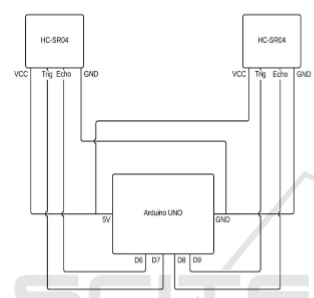 HC-SR04 HC-SR04
VCC Trig Echo GND VCC Trig Echo GND
Arduino UNO
5V GND
D6 D7 D8 D9